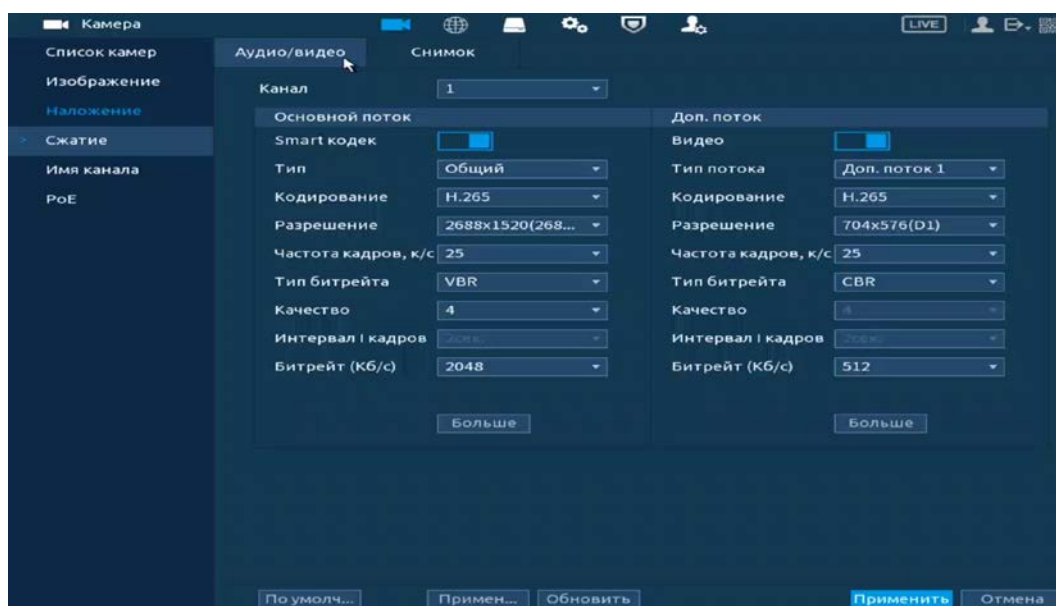 Камера
LIVE
Список камер
Изображение
Наложение
Сжатие
Имя канала
PoE
Аудио/видео
Снимок
Канал 1
Основной поток
Smart кодек
Тип Общий
Кодирование H.265
Разрешение 2688x1520(268...
Частота кадров, к/с 25
Тип битрейта VBR
Качество 4
Интервал I кадров 2сек.
Битрейт (Кб/с) 2048
Больше
Доп. поток
Видео
Тип потока Доп. поток 1
Кодирование H.265
Разрешение 704x576(D1)
Частота кадров, к/с 25
Тип битрейта CBR
Качество 4
Интервал I кадров 2сек.
Битрейт (Кб/с) 512
Больше
По умолч...
Примен...
Обновить
Применить
Отмена